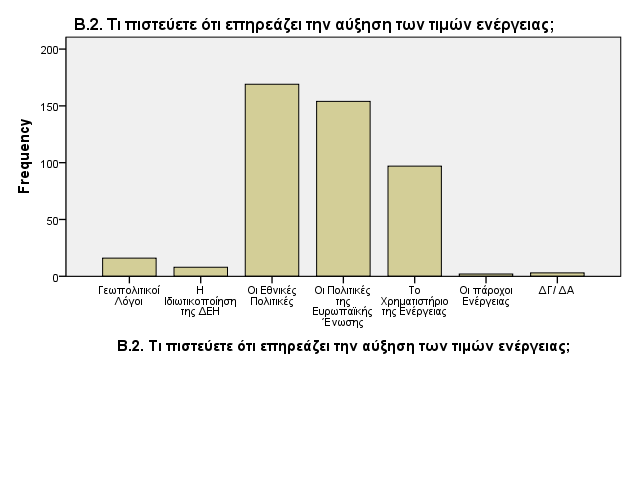 B.2. Τι πιστεύετε ότι επηρεάζει την αύξηση των τιμών ενέργειας;
200
150
100
50
0
Frequency
Γεωπολιτικοί
Λόγοι
Η
Ιδιωτικοποίηση
της ΔΕΗ
Οι Εθνικές
Πολιτικές
Οι Πολιτικές
της
Ευρωπαϊκής
Ένωσης
Το
Χρηματιστήριο
της Ενέργειας
Οι πάροχοι
Ενέργειας
ΔΓ/ ΔΑ
B.2. Τι πιστεύετε ότι επηρεάζει την αύξηση των τιμών ενέργειας;